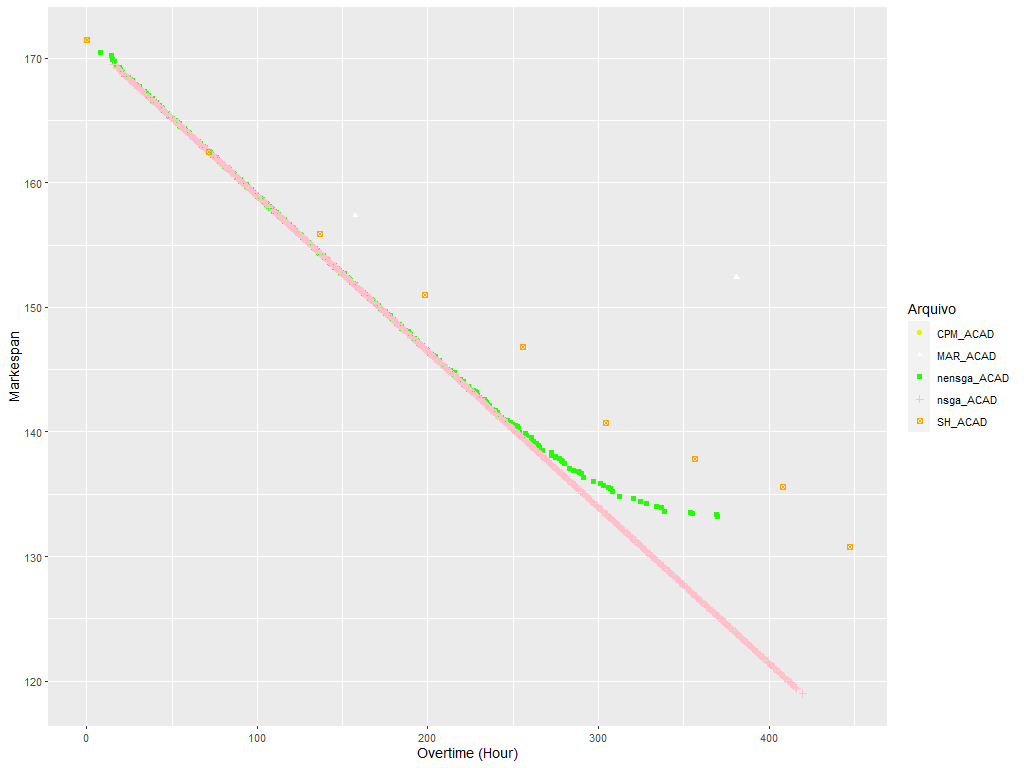 170
160
150
140
130
120
Markespan
0
100
200
300
400
Overtime (Hour)
Arquivo
CPM_ACAD
MAR_ACAD
nensga_ACAD
nsga_ACAD
SH_ACAD